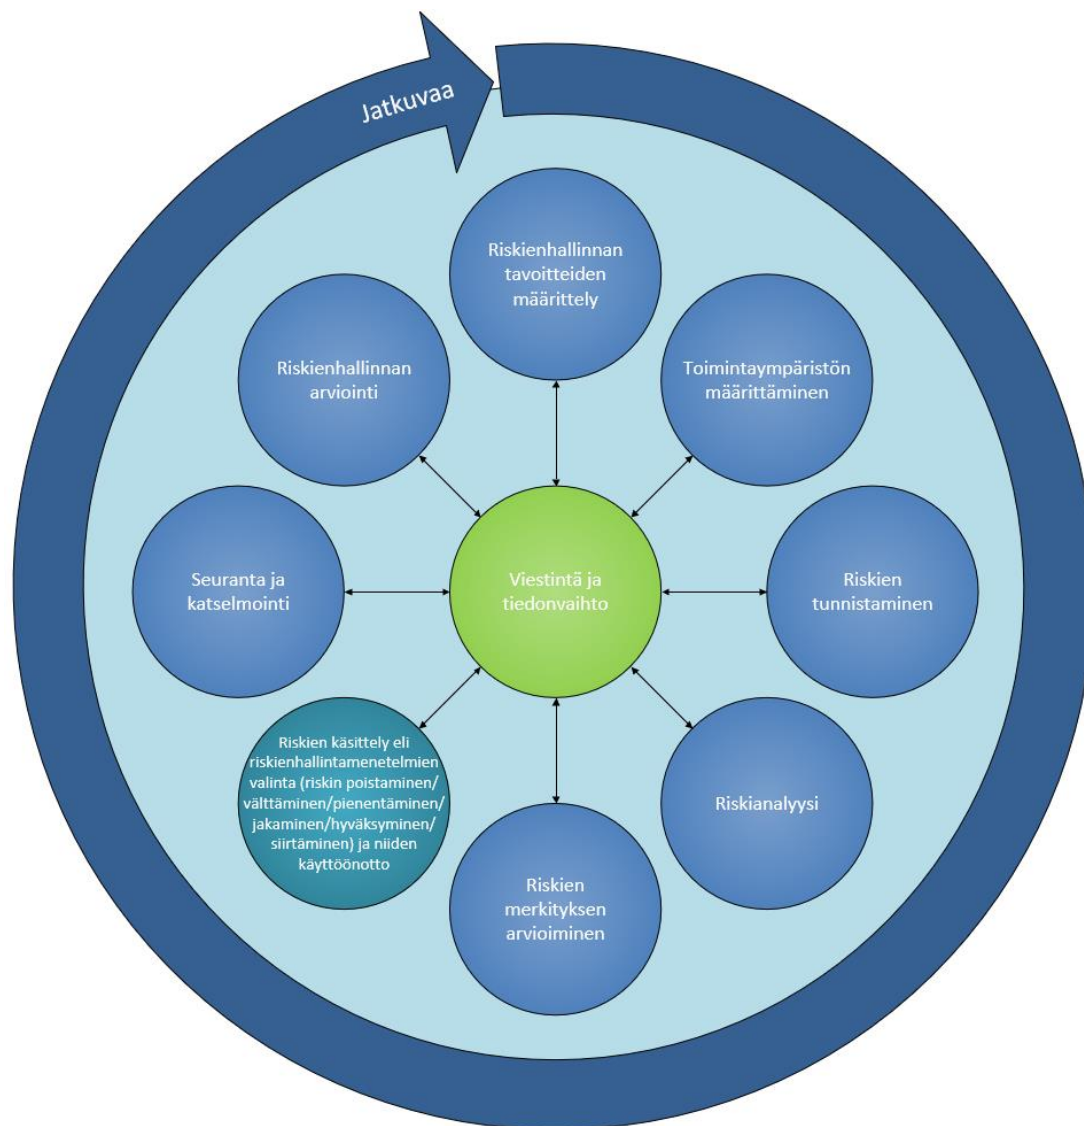 Jatkuvaa
Riskienhallinnan
tavoitteiden
määrittely
Toimintaympäristön
määrittäminen
Riskien
tunnistaminen
Riskianalyysi
Riskien
merkityksen
arvioiminen
Riskien käsittely eli
riskienhallintamenetelmien
valinta (riskin poistaminen/
välttäminen/pienentäminen/
jakaminen/hyväksyminen/
siirtäminen) ja niiden
käyttöönotto
Seuranta ja
katselmointi
Riskienhallinnan
arviointi
Viestintä ja
tiedonvaihto